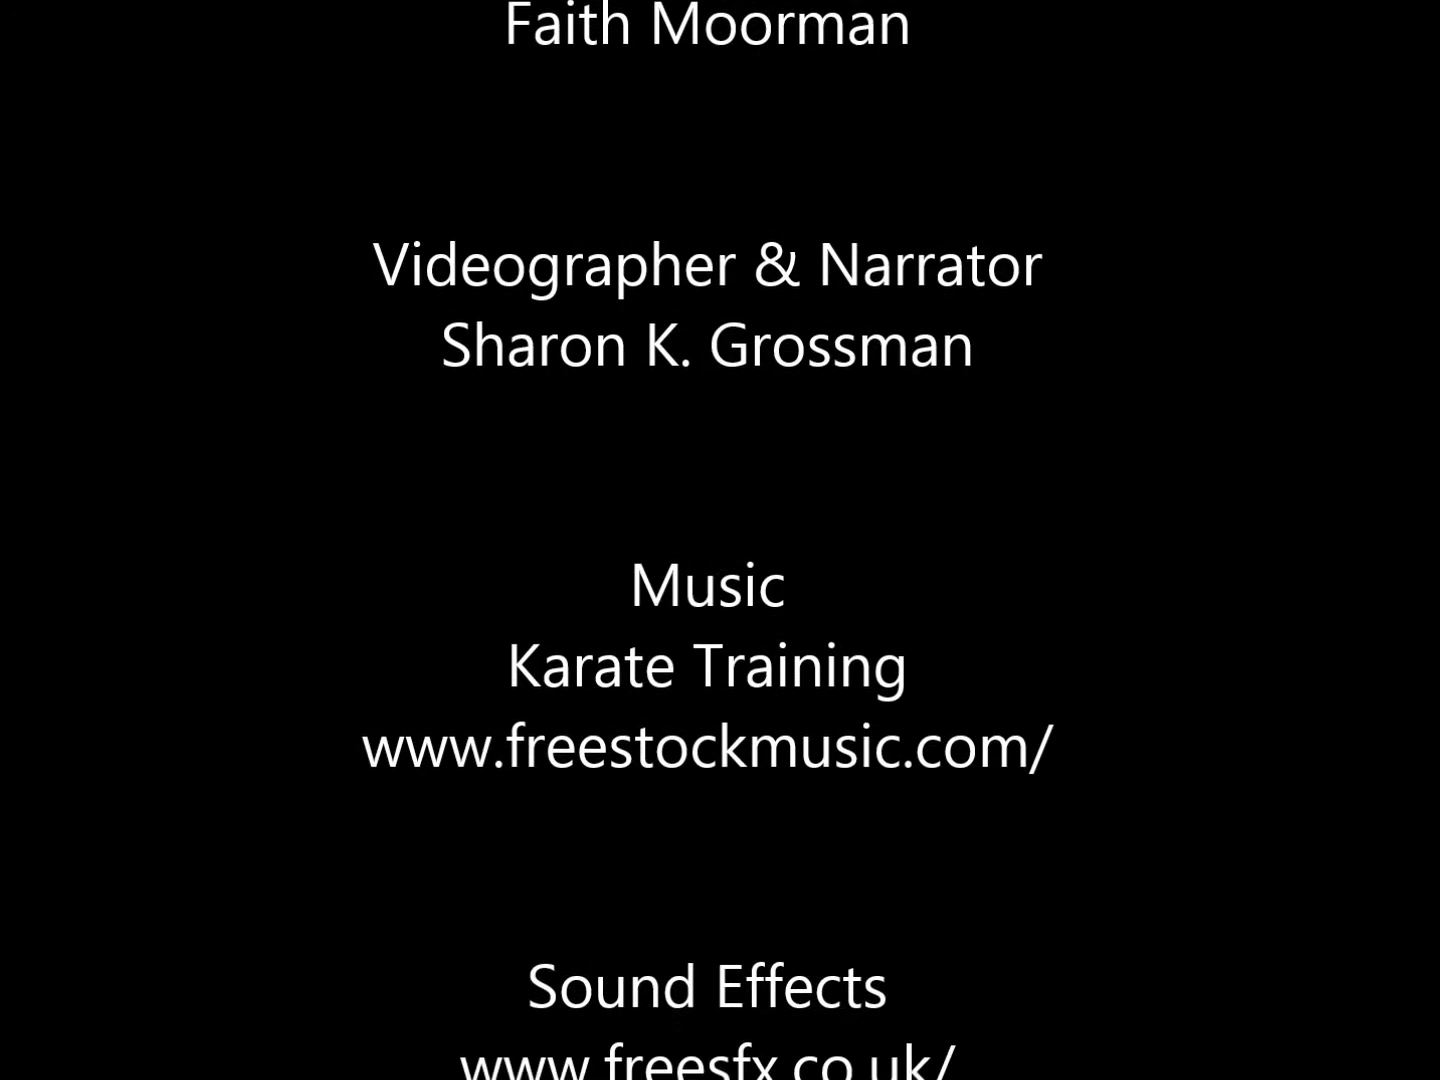 Faith Moorman
Videographer & Narrator
Sharon K. Grossman
Music
Karate Training
www.freestockmusic.com/
Sound Effects
www.freesfx.co.uk/